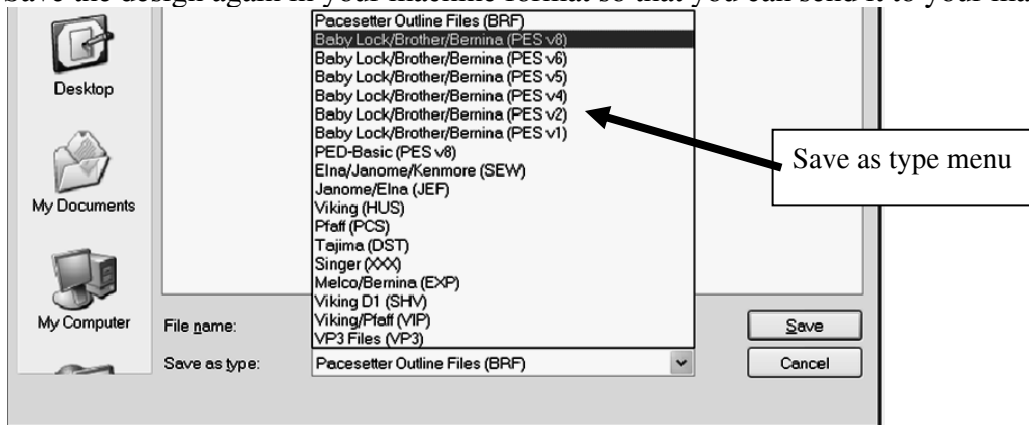 Save the design again in your machine format so that you can send it to your ma
Pacesetter Outline Files (BRF)
Baby Lock/Brother/Bernina (PES v8)
Baby Lock/Brother/Bernina (PES v6)
Baby Lock/Brother/Bernina (PES v5)
Baby Lock/Brother/Bernina (PES v4)
Baby Lock/Brother/Bernina (PES v2)
Baby Lock/Brother/Bernina (PES v1)
PED-Basic (PES v8)
Elna/Janome/Kenmore (SEW)
Janome/Elna (JEF)
Viking (HUS)
Pfaff (PCS)
Tajima (DST)
Singer (XXX)
Melco/Bernina (EXP)
Viking D1 (SHV)
Viking/Pfaff (VIP)
VP3 Files (VP3)
Desktop
My Documents
My Computer
Save as type menu
File name:
Save
Save as type:
Pacesetter Outline Files (BRF)
Cancel